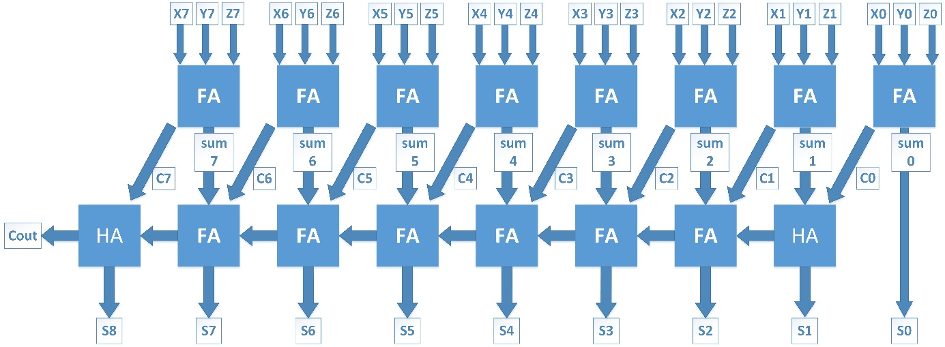 X7 Y7 Z7 X6 Y6 Z6 X5 Y5 Z5 X4 Y4 Z4 X3 Y3 Z3 X2 Y2 Z2 X1 Y1 Z1 X0 Y0 Z0
FA FA FA FA FA FA FA FA
sum sum sum sum sum sum sum sum
7 6 5 4 3 2 1 0
C7 C6 C5 C4 C3 C2 C1 C0
Cout HA FA FA FA FA FA FA HA
S8 S7 S6 S5 S4 S3 S2 S1 S0